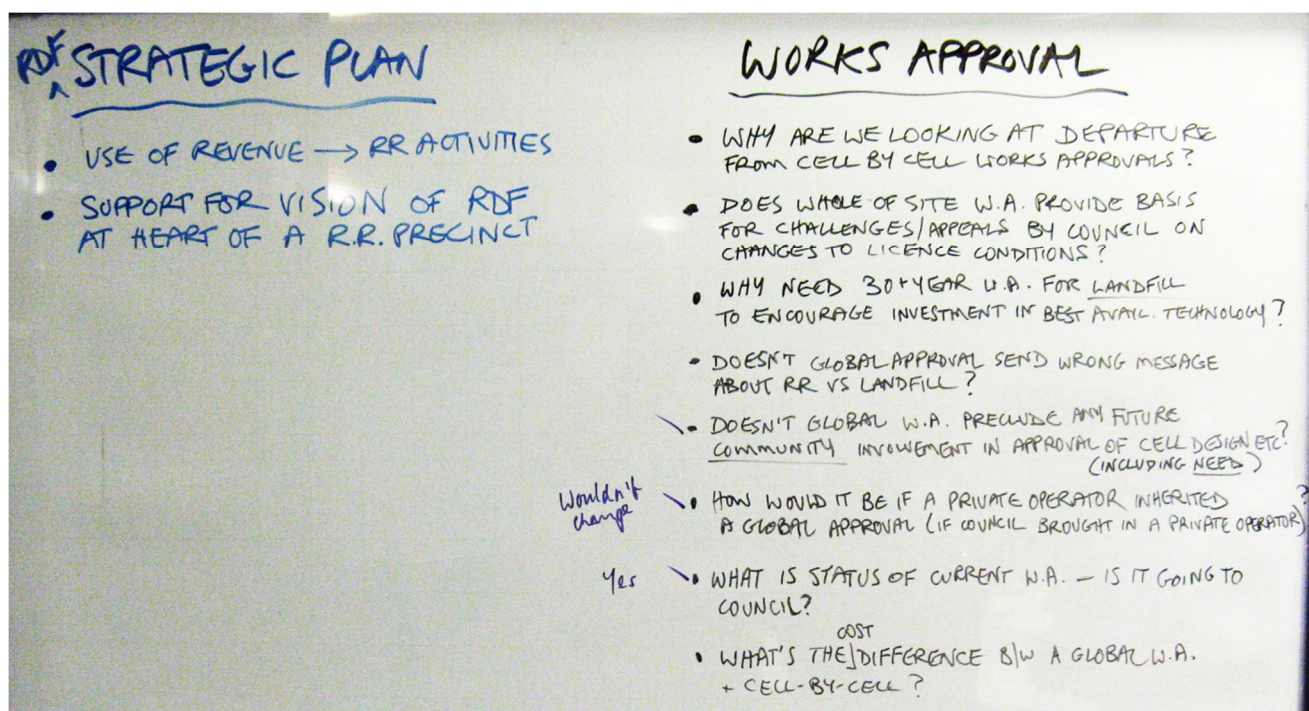 RDF STRATEGIC PLAN
• USE OF REVENUE → RR ACTIVITIES
• SUPPORT FOR VISION OF RDF
AT HEART OF A R.R. PRECINCT
WORKS APPROVAL
• WHY ARE WE LOOKING AT DEPARTURE
FROM CELL BY CELL WORKS APPROVALS?
• DOES WHOLE OF SITE W.A. PROVIDE BASIS
FOR CHALLENGES/APPEALS BY COUNCIL ON
CHANGES TO LICENCE CONDITIONS?
• WHY NEED 30+YEAR W.A. FOR LANDFILL
TO ENCOURAGE INVESTMENT IN BEST AVAIL. TECHNOLOGY?
• DOESN'T GLOBAL APPROVAL SEND WRONG MESSAGE
ABOUT RR VS LANDFILL?
• DOESN'T GLOBAL W.A. PRECLUDE ANY FUTURE
COMMUNITY INVOLVEMENT IN APPROVAL OF CELL DESIGN ETC?
(INCLUDING NEED)
Wouldn't
change
• HOW WOULD IT BE IF A PRIVATE OPERATOR INHERITED
A GLOBAL APPROVAL (IF COUNCIL BROUGHT IN A PRIVATE OPERATOR)?
Yes
• WHAT IS STATUS OF CURRENT W.A. – IS IT GOING TO
COUNCIL?
COST
• WHAT'S THE DIFFERENCE B/W A GLOBAL W.A.
+ CELL-BY-CELL?